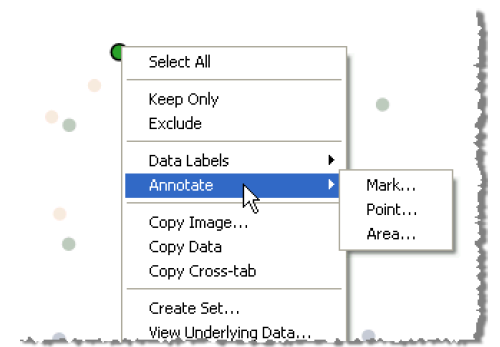 Select All
Keep Only
Exclude
Data Labels
Annotate
Mark...
Point...
Area...
Copy Image...
Copy Data
Copy Cross-tab
Create Set...
View Underlying Data...